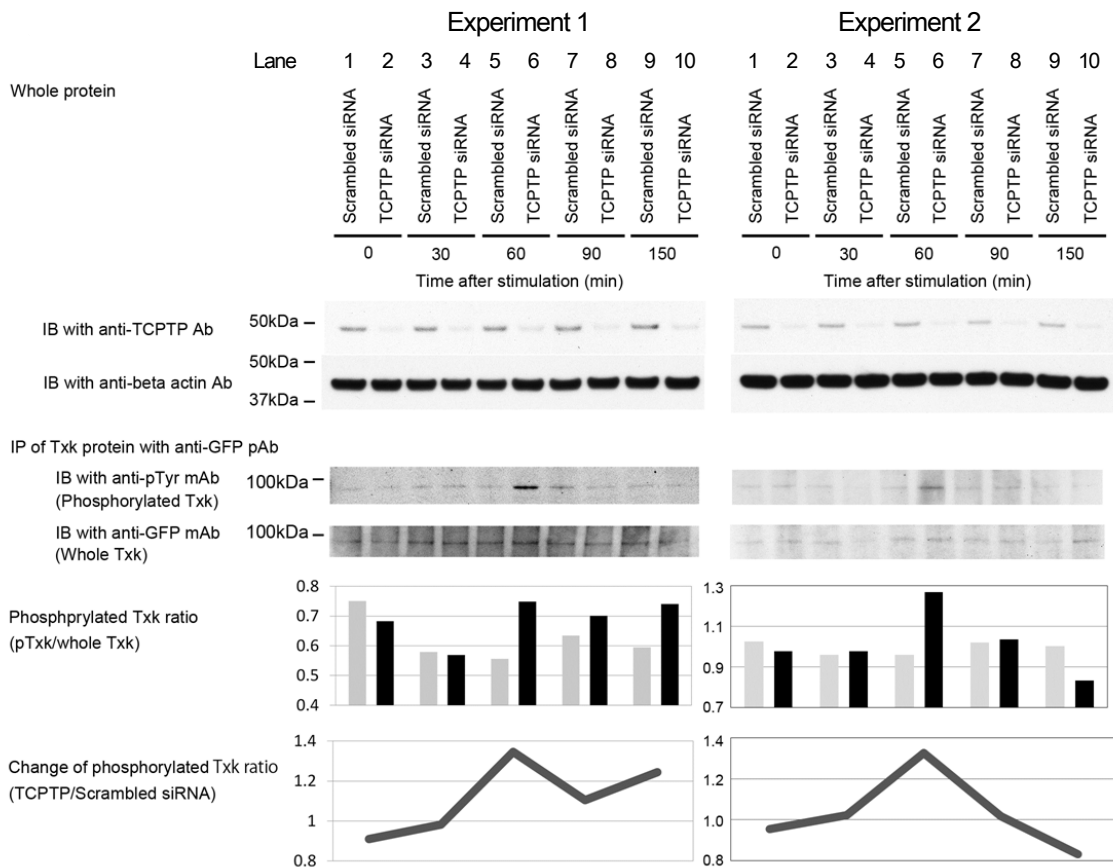 Experiment 1
Experiment 2
Lane 1 2 3 4 5 6 7 8 9 10
1 2 3 4 5 6 7 8 9 10
Whole protein
Scrambled siRNA TCPTP siRNA Scrambled siRNA TCPTP siRNA Scrambled siRNA TCPTP siRNA Scrambled siRNA TCPTP siRNA Scrambled siRNA TCPTP siRNA
Scrambled siRNA TCPTP siRNA Scrambled siRNA TCPTP siRNA Scrambled siRNA TCPTP siRNA Scrambled siRNA TCPTP siRNA Scrambled siRNA TCPTP siRNA
0 30 60 90 150
0 30 60 90 150
Time after stimulation (min)
Time after stimulation (min)
IB with anti-TCPTP Ab
50kDa
IB with anti-beta actin Ab
50kDa
37kDa
IP of Txk protein with anti-GFP pAb
IB with anti-pTyr mAb
(Phosphorylated Txk)
100kDa
IB with anti-GFP mAb
(Whole Txk)
100kDa
Phosphprylated Txk ratio
(pTxk/whole Txk)
0.8
0.7
0.6
0.5
0.4
1.3
1.1
0.9
0.7
Change of phosphorylated Txk ratio
(TCPTP/Scrambled siRNA)
1.4
1.2
1
0.8
1.4
1.2
1
0.8